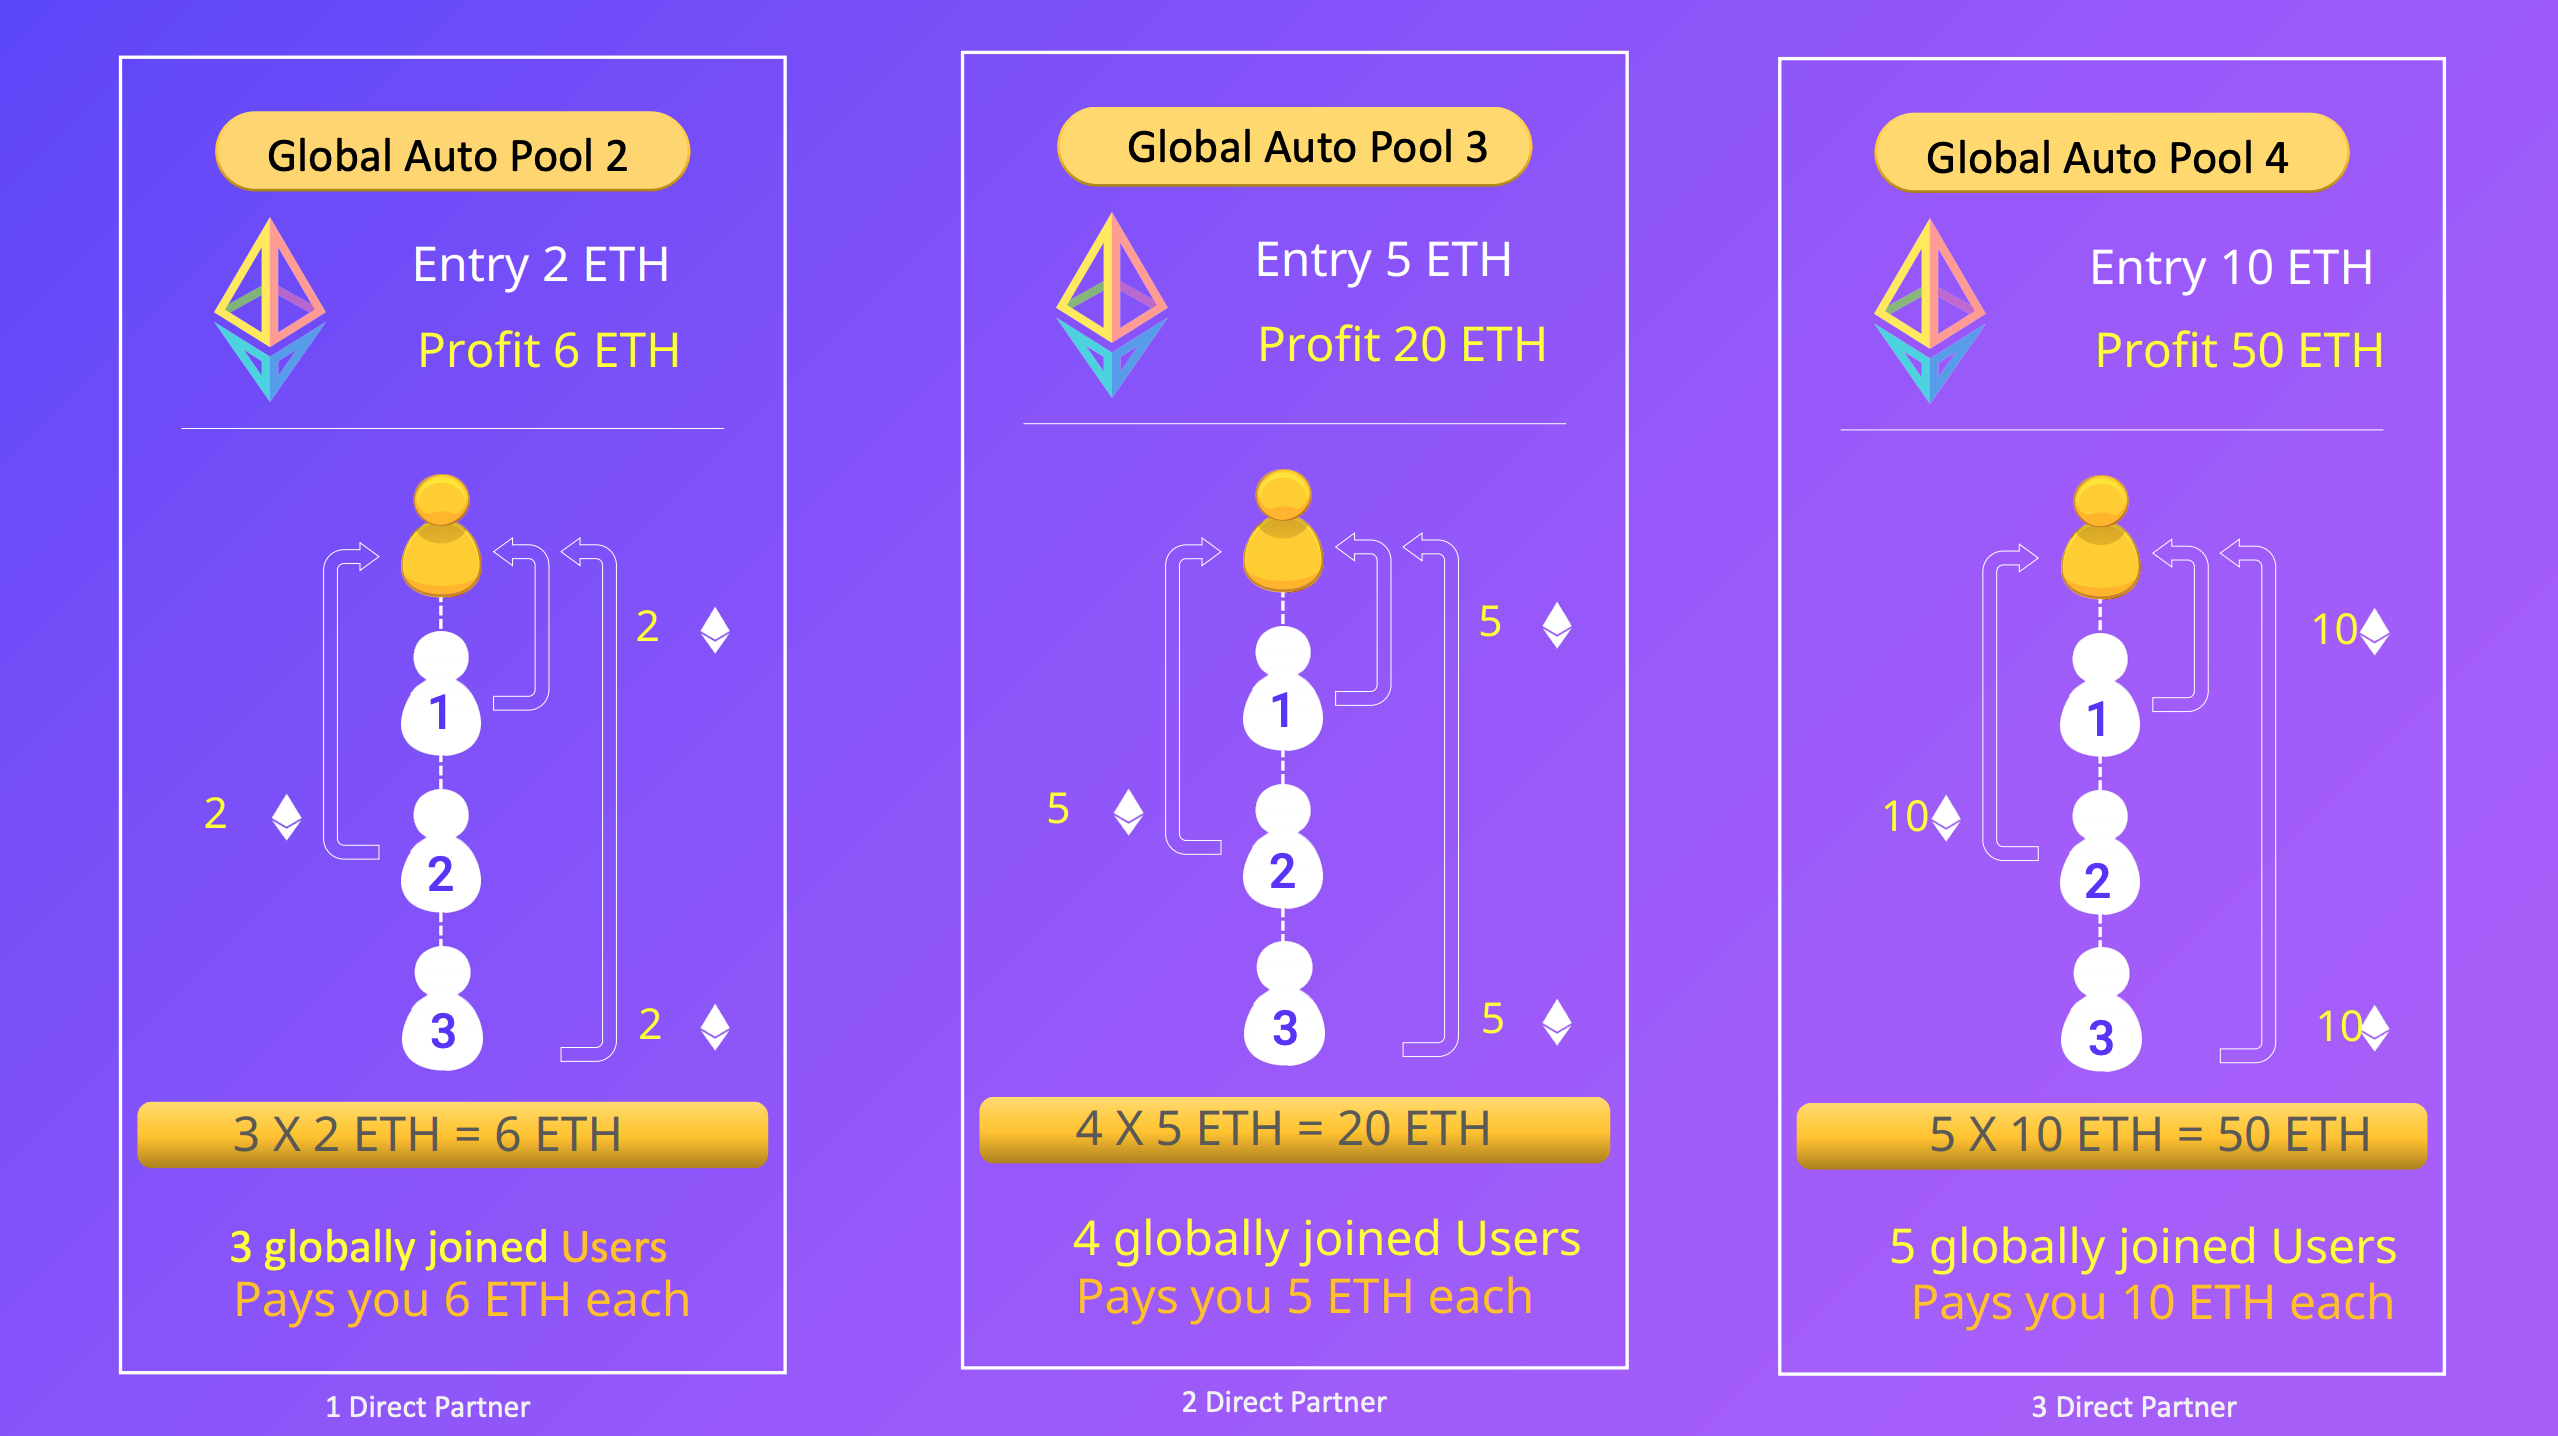 Global Auto Pool 2
Entry 2 ETH
Profit 6 ETH
2
1
2
2
2
3
3 X 2 ETH = 6 ETH
3 globally joined Users
Pays you 6 ETH each
1 Direct Partner
Global Auto Pool 3
Entry 5 ETH
Profit 20 ETH
5
1
5
2
5
3
4 X 5 ETH = 20 ETH
4 globally joined Users
Pays you 5 ETH each
2 Direct Partner
Global Auto Pool 4
Entry 10 ETH
Profit 50 ETH
10
1
10
2
10
3
5 X 10 ETH = 50 ETH
5 globally joined Users
Pays you 10 ETH each
3 Direct Partner